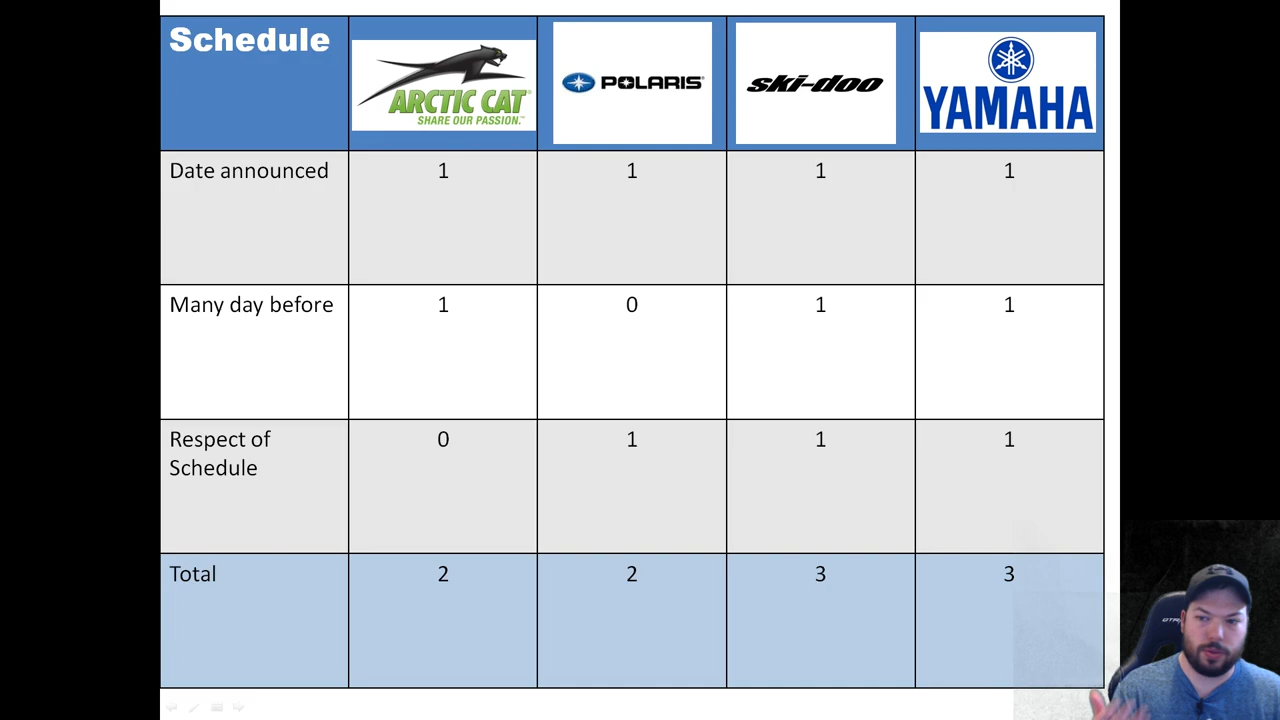 Schedule
ARCTIC CAT
SHARE OUR PASSION.™
POLARIS®
ski-doo
YAMAHA
Date announced 1 1 1 1
Many day before 1 0 1 1
Respect of
Schedule 0 1 1 1
Total 2 2 3 3